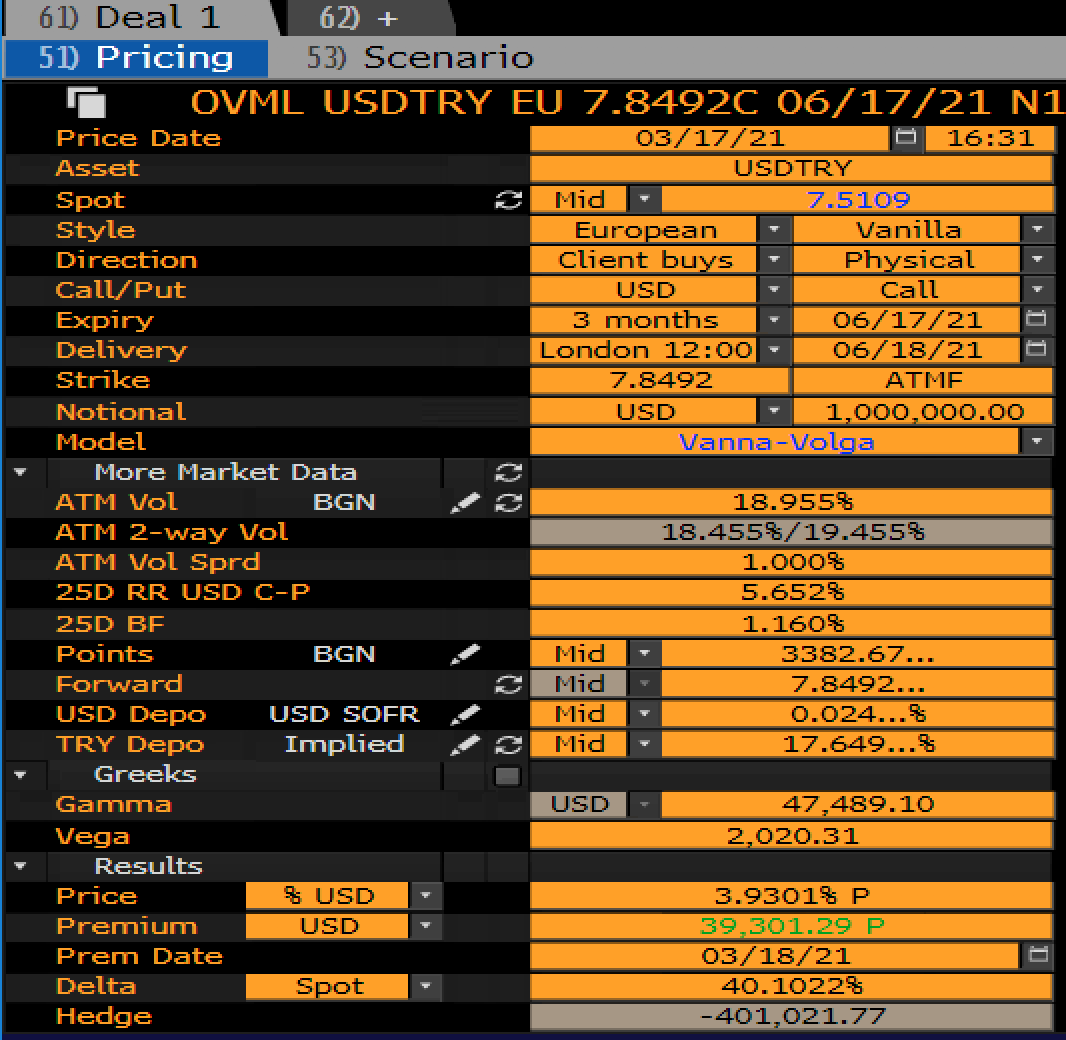 61) Deal 1 62) +
51) Pricing 53) Scenario
OVML USDTRY EU 7.8492C 06/17/21 N1
Price Date 03/17/21 16:31
Asset USDTRY
Spot Mid 7.5109
Style European Vanilla
Direction Client buys Physical
Call/Put USD Call
Expiry 3 months 06/17/21
Delivery London 12:00 06/18/21
Strike 7.8492 ATMF
Notional USD 1,000,000.00
Model Vanna-Volga
More Market Data
ATM Vol BGN 18.955%
ATM 2-way Vol 18.455%/19.455%
ATM Vol Sprd 1.000%
25D RR USD C-P 5.652%
25D BF 1.160%
Points BGN Mid 3382.67...
Forward Mid 7.8492...
USD Depo USD SOFR Mid 0.024...%
TRY Depo Implied Mid 17.649...%
Greeks
Gamma USD 47,489.10
Vega 2,020.31
Results
Price % USD 3.9301% P
Premium USD 39,301.29 P
Prem Date 03/18/21
Delta Spot 40.1022%
Hedge -401,021.77